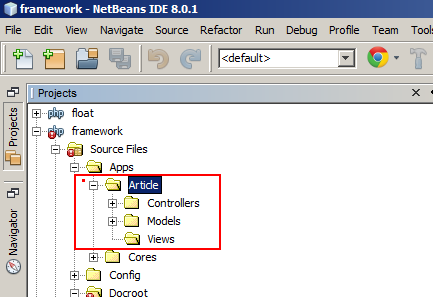 framework - NetBeans IDE 8.0.1
File Edit View Navigate Source Refactor Run Debug Profile Team Tools
<default>
Projects
Projects
Navigator
php float
php framework
Source Files
Apps
Article
Controllers
Models
Views
Cores
Config
Docroot